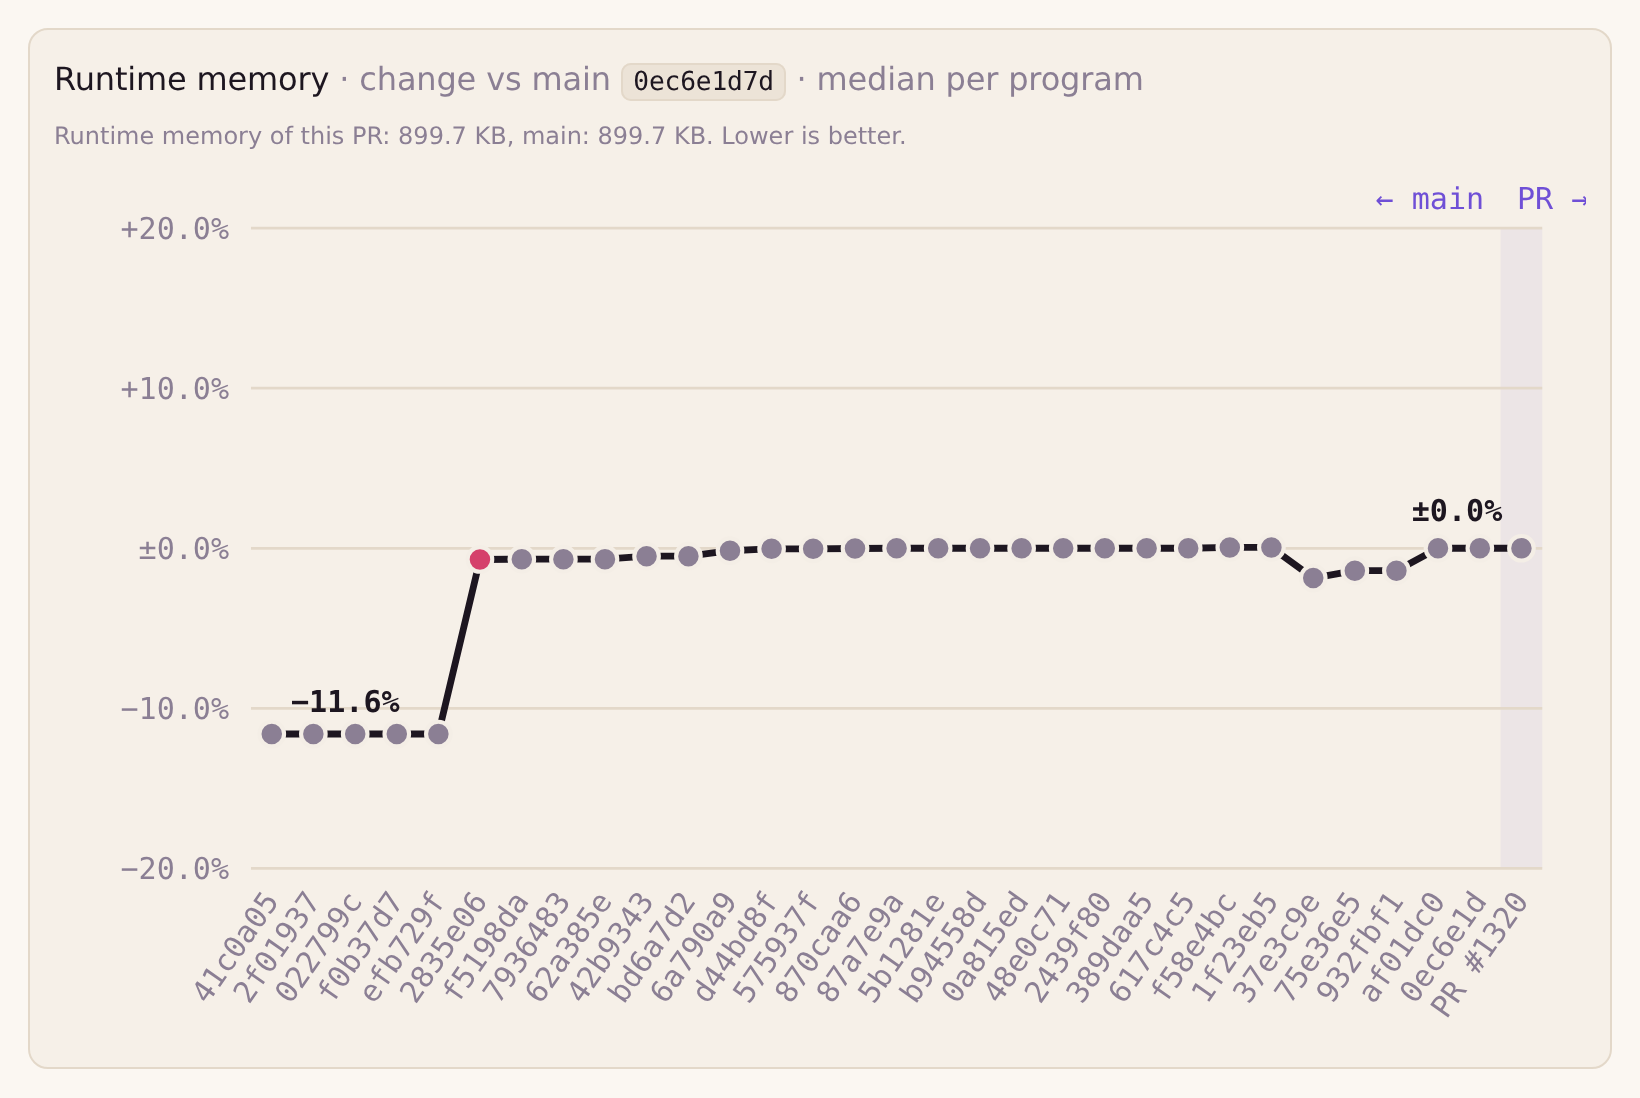 Runtime memory · change vs main 0ec6e1d7d · median per program
Runtime memory of this PR: 899.7 KB, main: 899.7 KB. Lower is better.
← main PR →
+20.0%
+10.0%
±0.0%
±0.0%
−11.6%
−10.0%
−20.0%
41c0a05
2f01937
022799c
f0b37d7
efb729f
2835e06
f5198da
7936483
62a385e
42b9343
bd6a7d2
6a790a9
d44bd8f
575937f
870caa6
87a7e9a
5b1281e
b94558d
0a815ed
48e0c71
2439f80
389daa5
617c4c5
f58e4bc
1f23eb5
37e3c9e
75e36e5
932fbf1
af01dc0
0ec6e1d
PR #1320